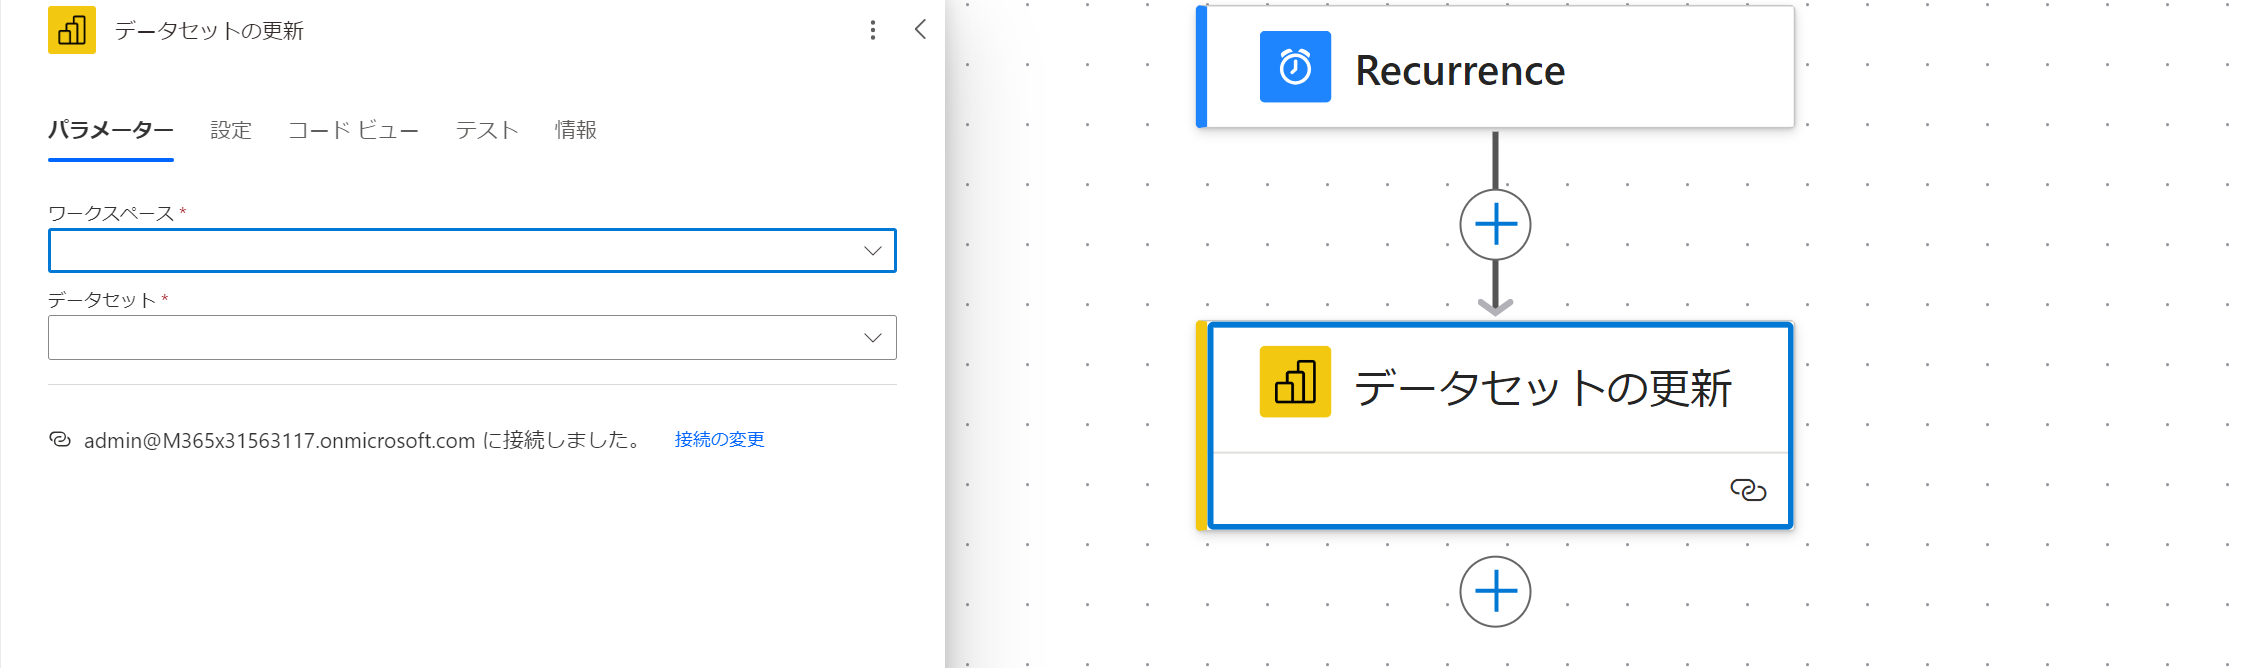 データセットの更新
パラメーター 設定 コード ビュー テスト 情報
ワークスペース *
データセット *
admin@M365x31563117.onmicrosoft.com に接続しました。 接続の変更
Recurrence
データセットの更新